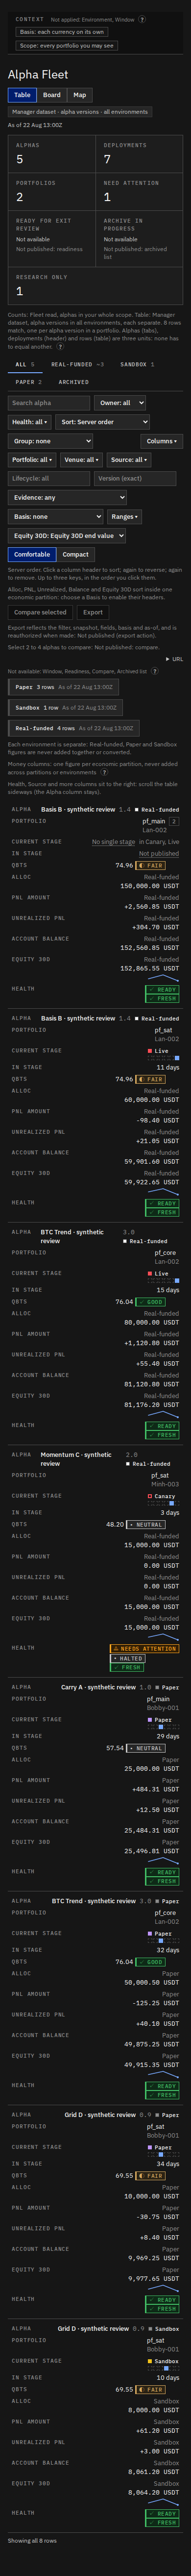 CONTEXT Not applied: Environment, Window ?
Basis: each currency on its own
Scope: every portfolio you may see
Alpha Fleet
Table Board Map
Manager dataset · alpha versions · all environments
As of 22 Aug 13:00Z
ALPHAS
5
DEPLOYMENTS
7
PORTFOLIOS
2
NEED ATTENTION
1
READY FOR EXIT REVIEW
Not available
Not published: readiness
ARCHIVE IN PROGRESS
Not available
Not published: archived list
RESEARCH ONLY
1
Counts: Fleet read, alphas in your whole scope. Table: Manager
dataset, alpha versions in all environments, each separate. 8 rows
match, one per alpha version in a portfolio. Alphas (tabs),
deployments (header) and rows (table) are three units: none has
to equal another. ?
ALL 5 REAL-FUNDED ~3 SANDBOX 1
PAPER 2 ARCHIVED
Search alpha Owner: all
Health: all Sort: Server order
Group: none Columns
Portfolio: all Venue: all Source: all
Lifecycle: all Version (exact)
Evidence: any
Basis: none Ranges
Equity 30D: Equity 30D end value
Comfortable Compact
Server order. Click a column header to sort; again to reverse; again
to remove. Up to three keys, in the order you click.
Alloc, PNL, Unrealized, Balance and Equity 30D sort inside one
economic partition: choose a Basis to enable their headers.
Compare selected Export
Export reflects the filter, snapshot, fields, basis and as-of, and is
reauthorized when made: Not published (export action).
Select 2 to 4 alphas to compare: Not published: compare.
▶ URL
Not available: Window, Readiness, Compare, Archived list ?
Paper 3 rows As of 22 Aug 13:00Z
Sandbox 1 row As of 22 Aug 13:00Z
Real-funded 4 rows As of 22 Aug 13:00Z
Each environment is separate: Real-funded, Paper and Sandbox
figures are never added together or converted.
Money columns: one figure per economic partition, never added
across partitions or environments ?
Health, Source and more columns sit to the right: scroll the table
sideways (the Alpha column stays).
ALPHA Basis B · synthetic review 1.4 Real-funded
PORTFOLIO pf_main 2
Lan-002
CURRENT STAGE No single stage in Canary, Live
IN STAGE Not published
QBTS 74.96 FAIR
ALLOC Real-funded
150,000.00 USDT
PNL AMOUNT Real-funded
+2,560.85 USDT
UNREALIZED PNL Real-funded
+304.70 USDT
ACCOUNT BALANCE Real-funded
152,560.85 USDT
EQUITY 30D Real-funded
152,865.55 USDT
HEALTH ✓ READY
✓ FRESH
ALPHA Basis B · synthetic review 1.4 Real-funded
PORTFOLIO pf_sat
Lan-002
CURRENT STAGE Live
IN STAGE 11 days
QBTS 74.96 FAIR
ALLOC Real-funded
60,000.00 USDT
PNL AMOUNT Real-funded
-98.40 USDT
UNREALIZED PNL Real-funded
+21.05 USDT
ACCOUNT BALANCE Real-funded
59,901.60 USDT
EQUITY 30D Real-funded
59,922.65 USDT
HEALTH ✓ READY
✓ FRESH
ALPHA BTC Trend · synthetic review 3.0
Real-funded
PORTFOLIO pf_core
Lan-002
CURRENT STAGE Live
IN STAGE 15 days
QBTS 76.04 ✓ GOOD
ALLOC Real-funded
80,000.00 USDT
PNL AMOUNT Real-funded
+1,120.80 USDT
UNREALIZED PNL Real-funded
+55.40 USDT
ACCOUNT BALANCE Real-funded
81,120.80 USDT
EQUITY 30D Real-funded
81,176.20 USDT
HEALTH ✓ READY
✓ FRESH
ALPHA Momentum C · synthetic review 2.0
Real-funded
PORTFOLIO pf_sat
Minh-003
CURRENT STAGE Canary
IN STAGE 3 days
QBTS 48.20 • NEUTRAL
ALLOC Real-funded
15,000.00 USDT
PNL AMOUNT Real-funded
0.00 USDT
UNREALIZED PNL Real-funded
0.00 USDT
ACCOUNT BALANCE Real-funded
15,000.00 USDT
EQUITY 30D Real-funded
15,000.00 USDT
HEALTH ⚠ NEEDS ATTENTION
• HALTED
✓ FRESH
ALPHA Carry A · synthetic review 1.0 Paper
PORTFOLIO pf_main
Bobby-001
CURRENT STAGE Paper
IN STAGE 29 days
QBTS 57.54 • NEUTRAL
ALLOC Paper
25,000.00 USDT
PNL AMOUNT Paper
+484.31 USDT
UNREALIZED PNL Paper
+12.50 USDT
ACCOUNT BALANCE Paper
25,484.31 USDT
EQUITY 30D Paper
25,496.81 USDT
HEALTH ✓ READY
✓ FRESH
ALPHA BTC Trend · synthetic review 3.0 Paper
PORTFOLIO pf_core
Lan-002
CURRENT STAGE Paper
IN STAGE 32 days
QBTS 76.04 ✓ GOOD
ALLOC Paper
50,000.50 USDT
PNL AMOUNT Paper
-125.25 USDT
UNREALIZED PNL Paper
+40.10 USDT
ACCOUNT BALANCE Paper
49,875.25 USDT
EQUITY 30D Paper
49,915.35 USDT
HEALTH ✓ READY
✓ FRESH
ALPHA Grid D · synthetic review 0.9 Paper
PORTFOLIO pf_sat
Bobby-001
CURRENT STAGE Paper
IN STAGE 34 days
QBTS 69.55 FAIR
ALLOC Paper
10,000.00 USDT
PNL AMOUNT Paper
-30.75 USDT
UNREALIZED PNL Paper
+8.40 USDT
ACCOUNT BALANCE Paper
9,969.25 USDT
EQUITY 30D Paper
9,977.65 USDT
HEALTH ✓ READY
✓ FRESH
ALPHA Grid D · synthetic review 0.9 Sandbox
PORTFOLIO pf_sat
Bobby-001
CURRENT STAGE Sandbox
IN STAGE 10 days
QBTS 69.55 FAIR
ALLOC Sandbox
8,000.00 USDT
PNL AMOUNT Sandbox
+61.20 USDT
UNREALIZED PNL Sandbox
+3.00 USDT
ACCOUNT BALANCE Sandbox
8,061.20 USDT
EQUITY 30D Sandbox
8,064.20 USDT
HEALTH ✓ READY
✓ FRESH
Showing all 8 rows